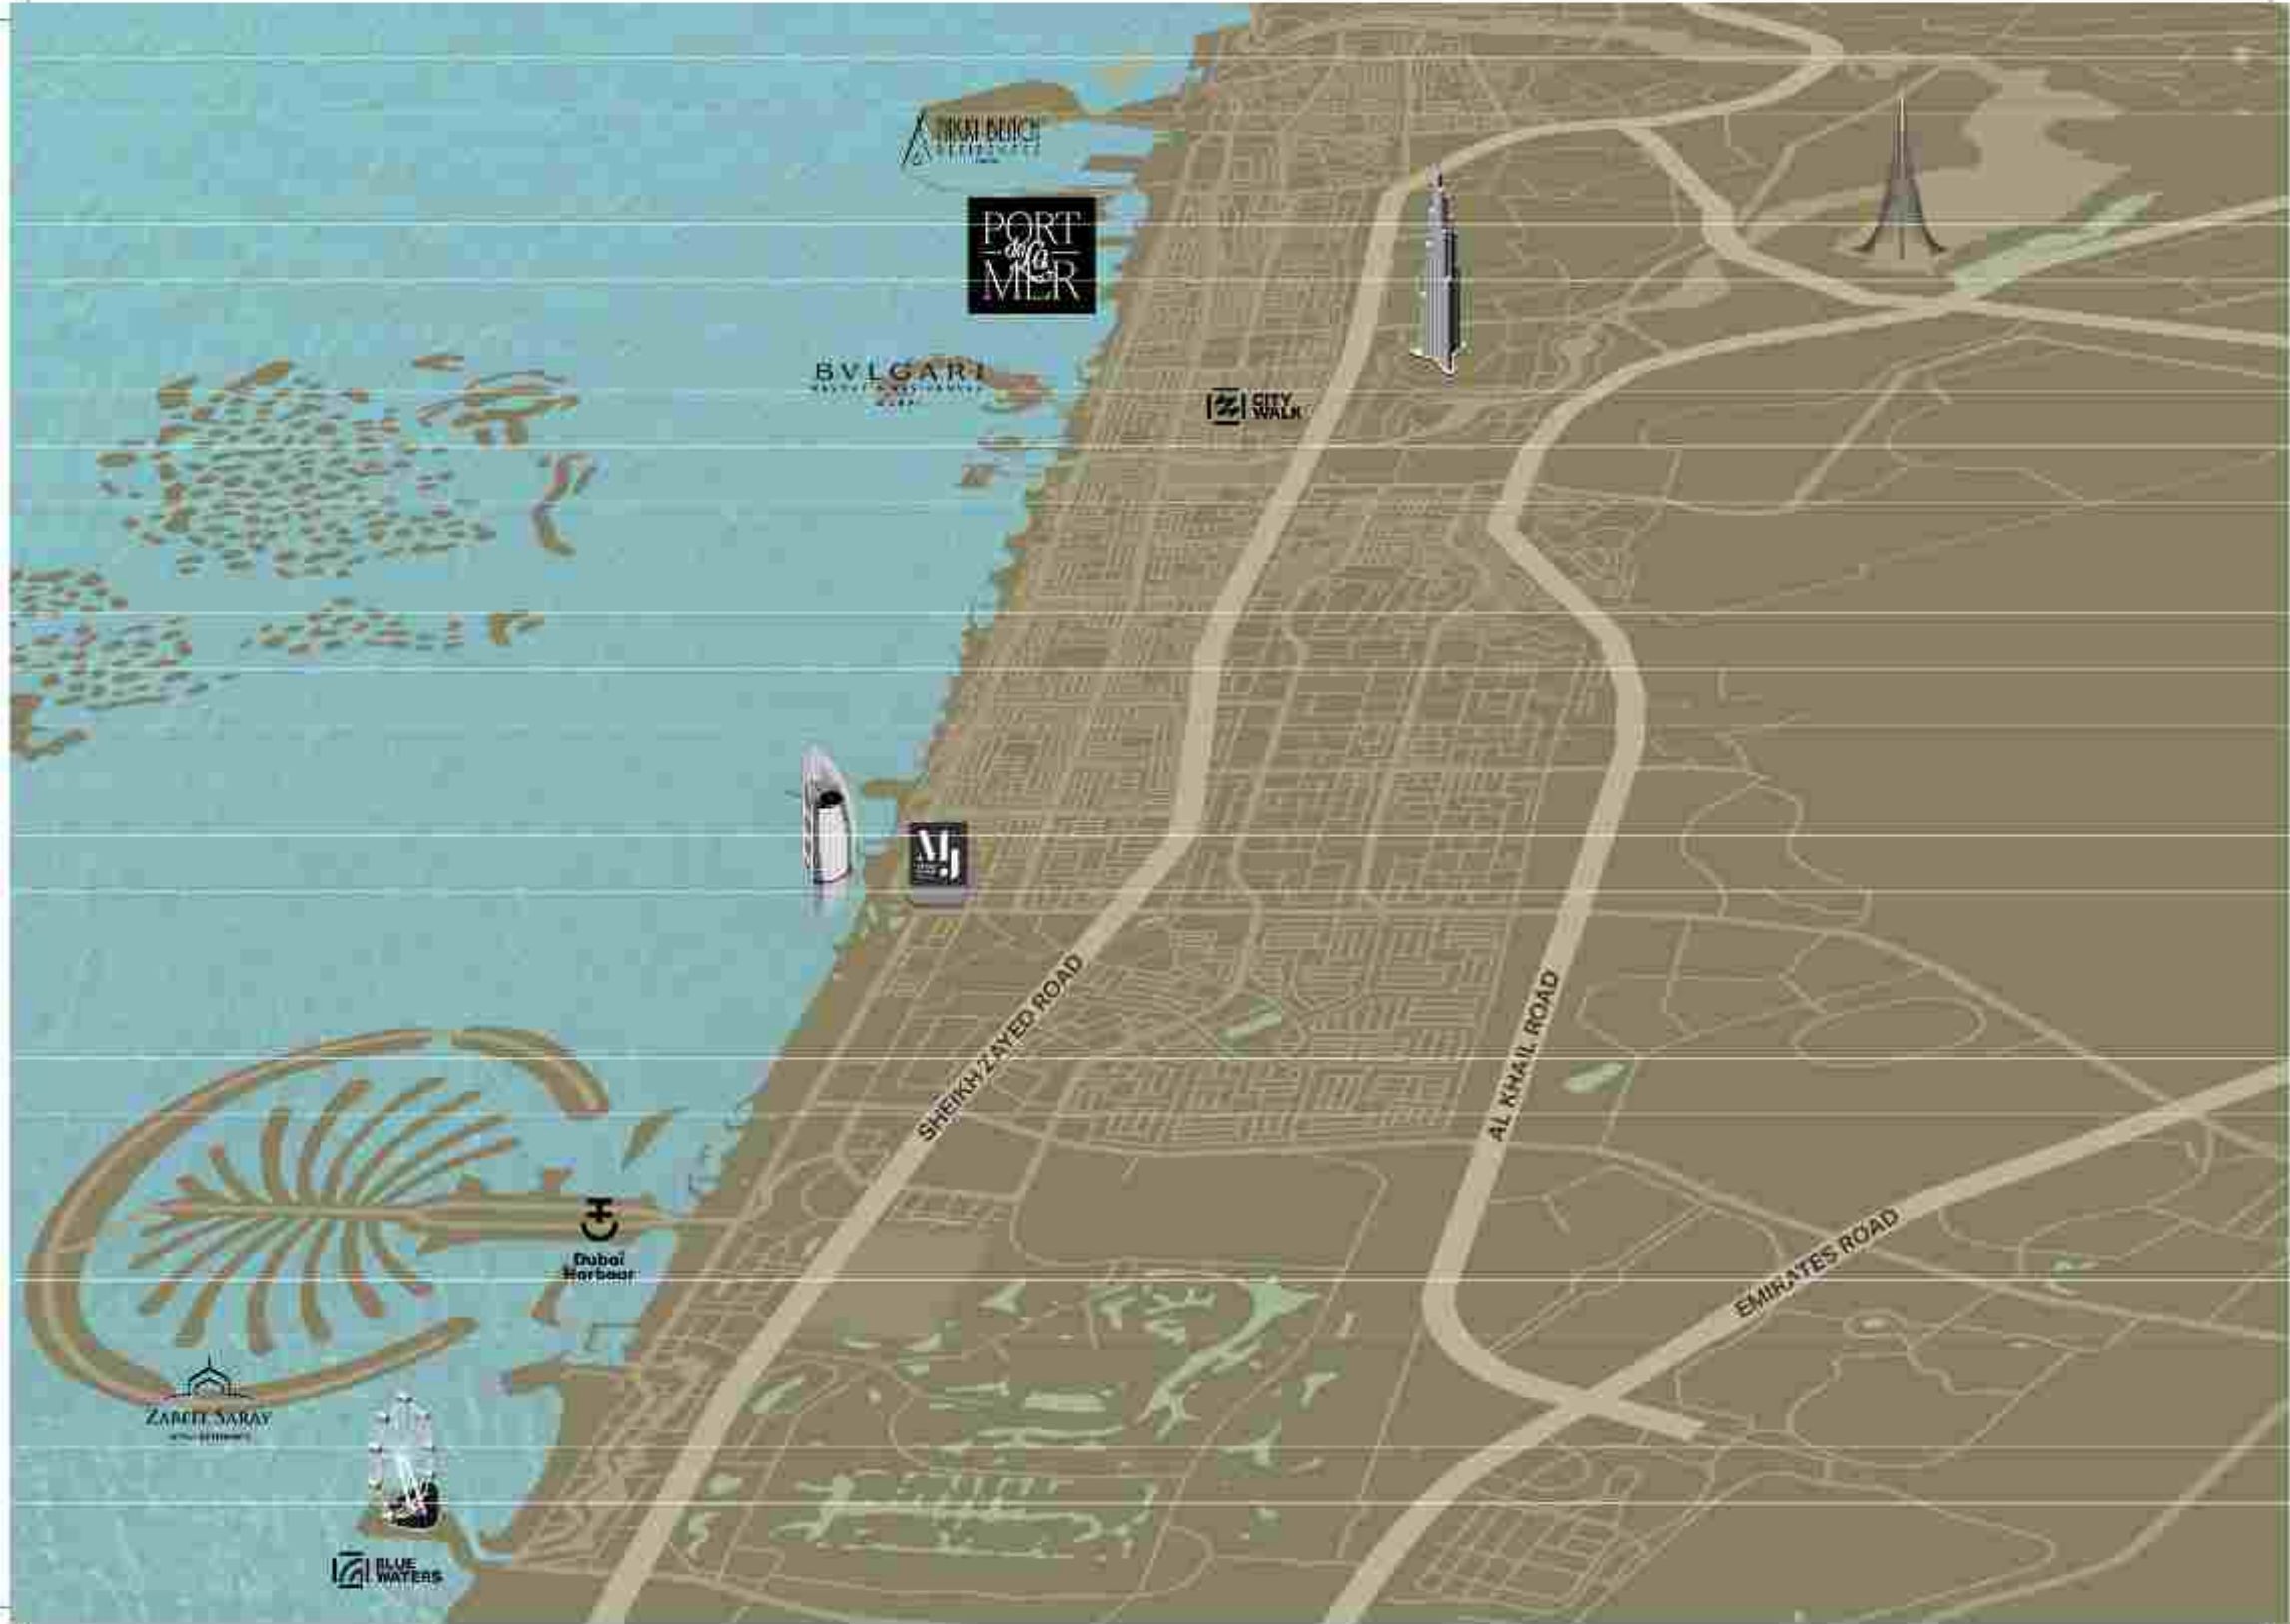 NIKKI BEACH
PORT
de la
MER
BVLGARI
CITY
WALK
SHEIKH ZAYED ROAD
AL KHAIL ROAD
Dubai
Harbour
EMIRATES ROAD
ZABEEL SARAY
BLUE
WATERS